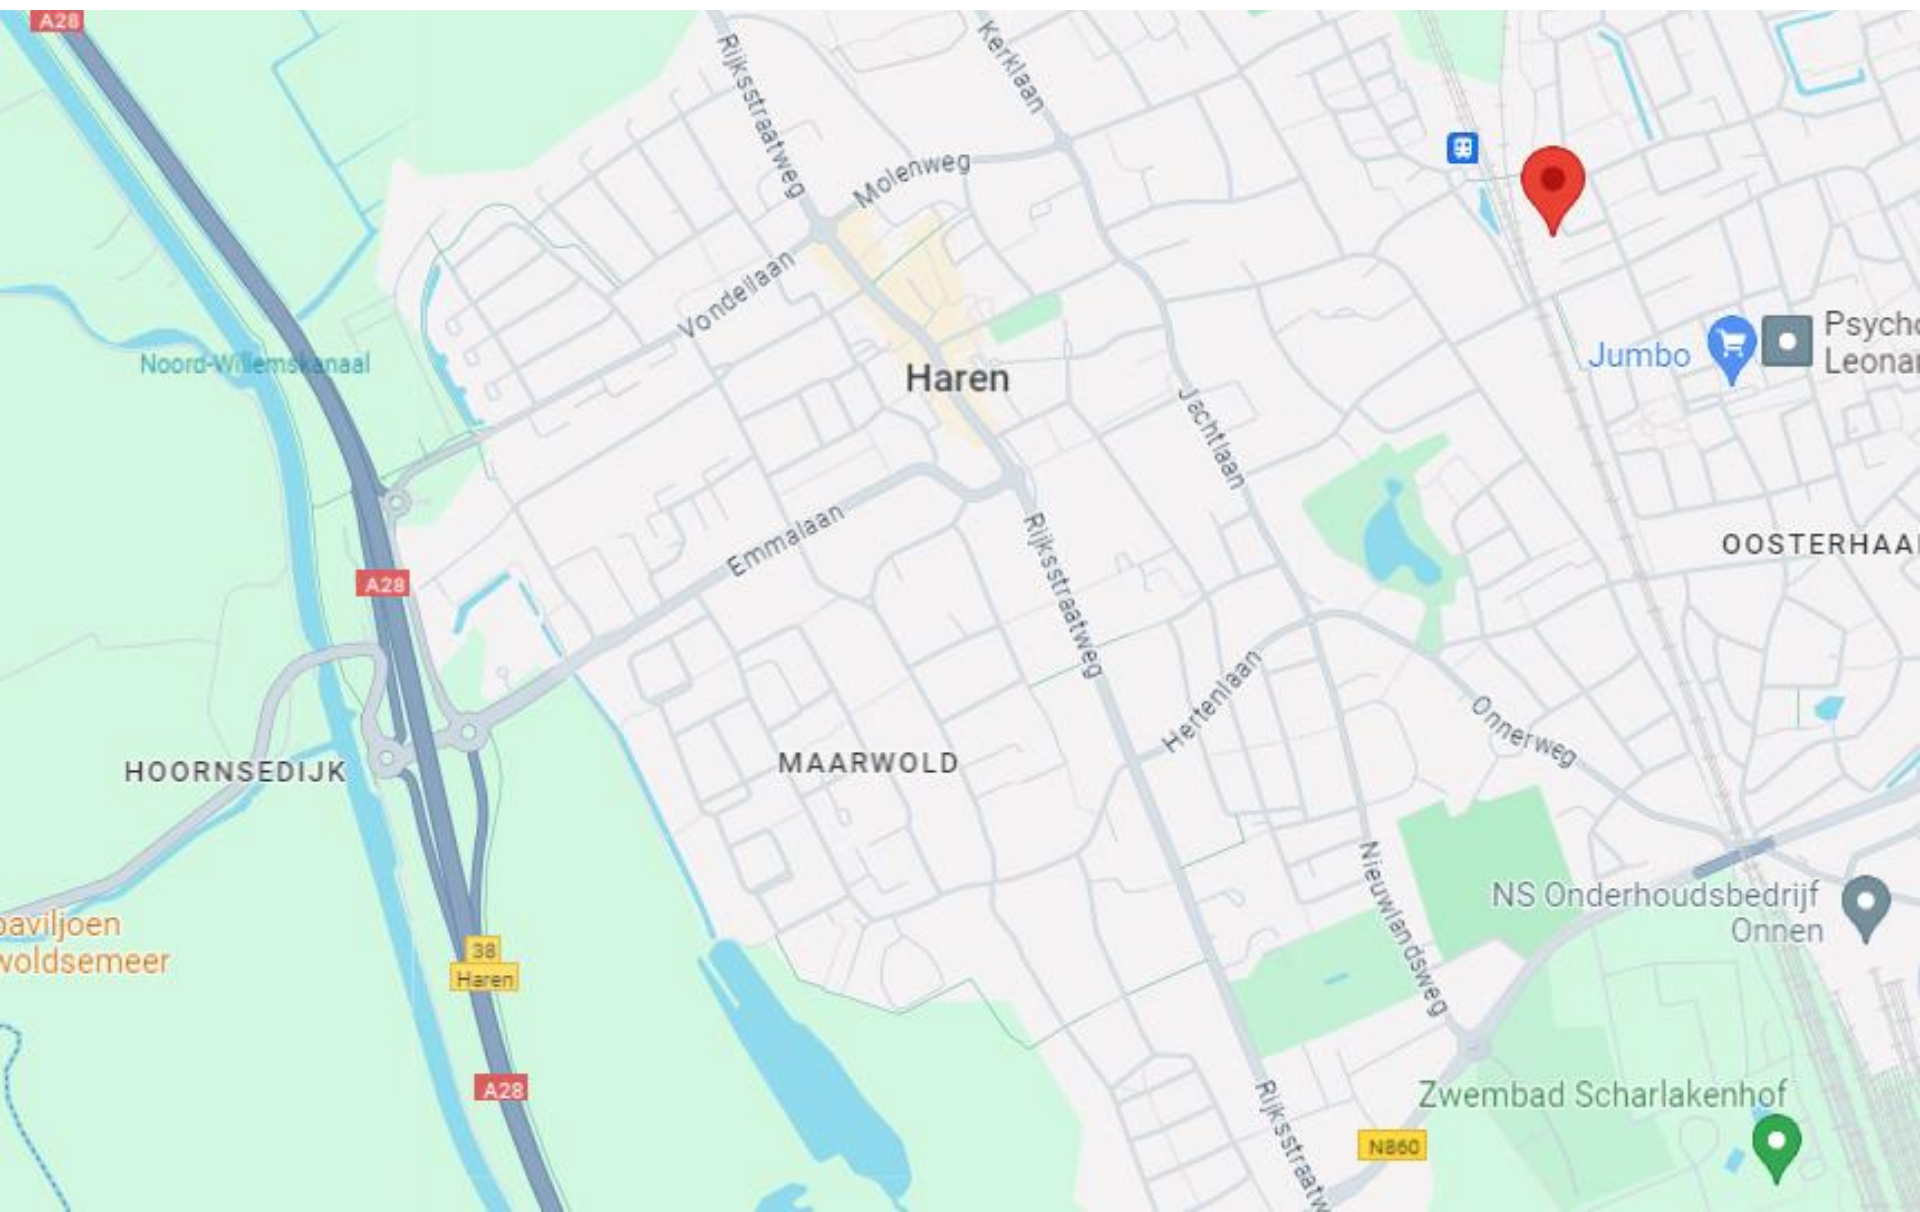 A28
Rijksstraatweg
Kerklaan
Molenweg
Vondellaan
Noord-Willemskanaal
Haren
Jumbo
Psycho
Leonar
Jachtlaan
Emmalaan
Rijksstraatweg
OOSTERHAA
A28
Hertenlaan
Onnerweg
HOORNSEDIJK
MAARWOLD
Nieuwlandsweg
NS Onderhoudsbedrijf
Onnen
paviljoen
woldsemeer
38
Haren
A28
Rijksstraatw
Zwembad Scharlakenhof
N860